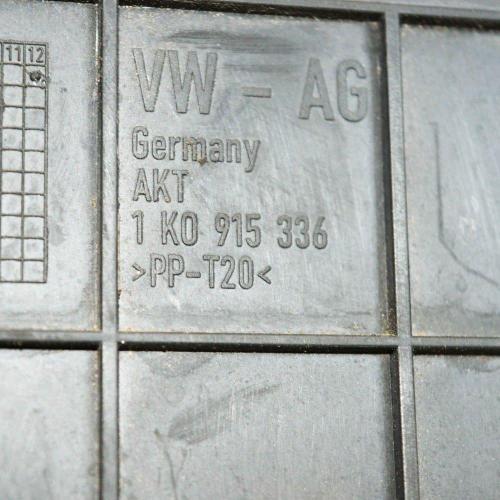 11 12
VW - AG
Germany
AKT
1 K0 915 336
>PP-T20<